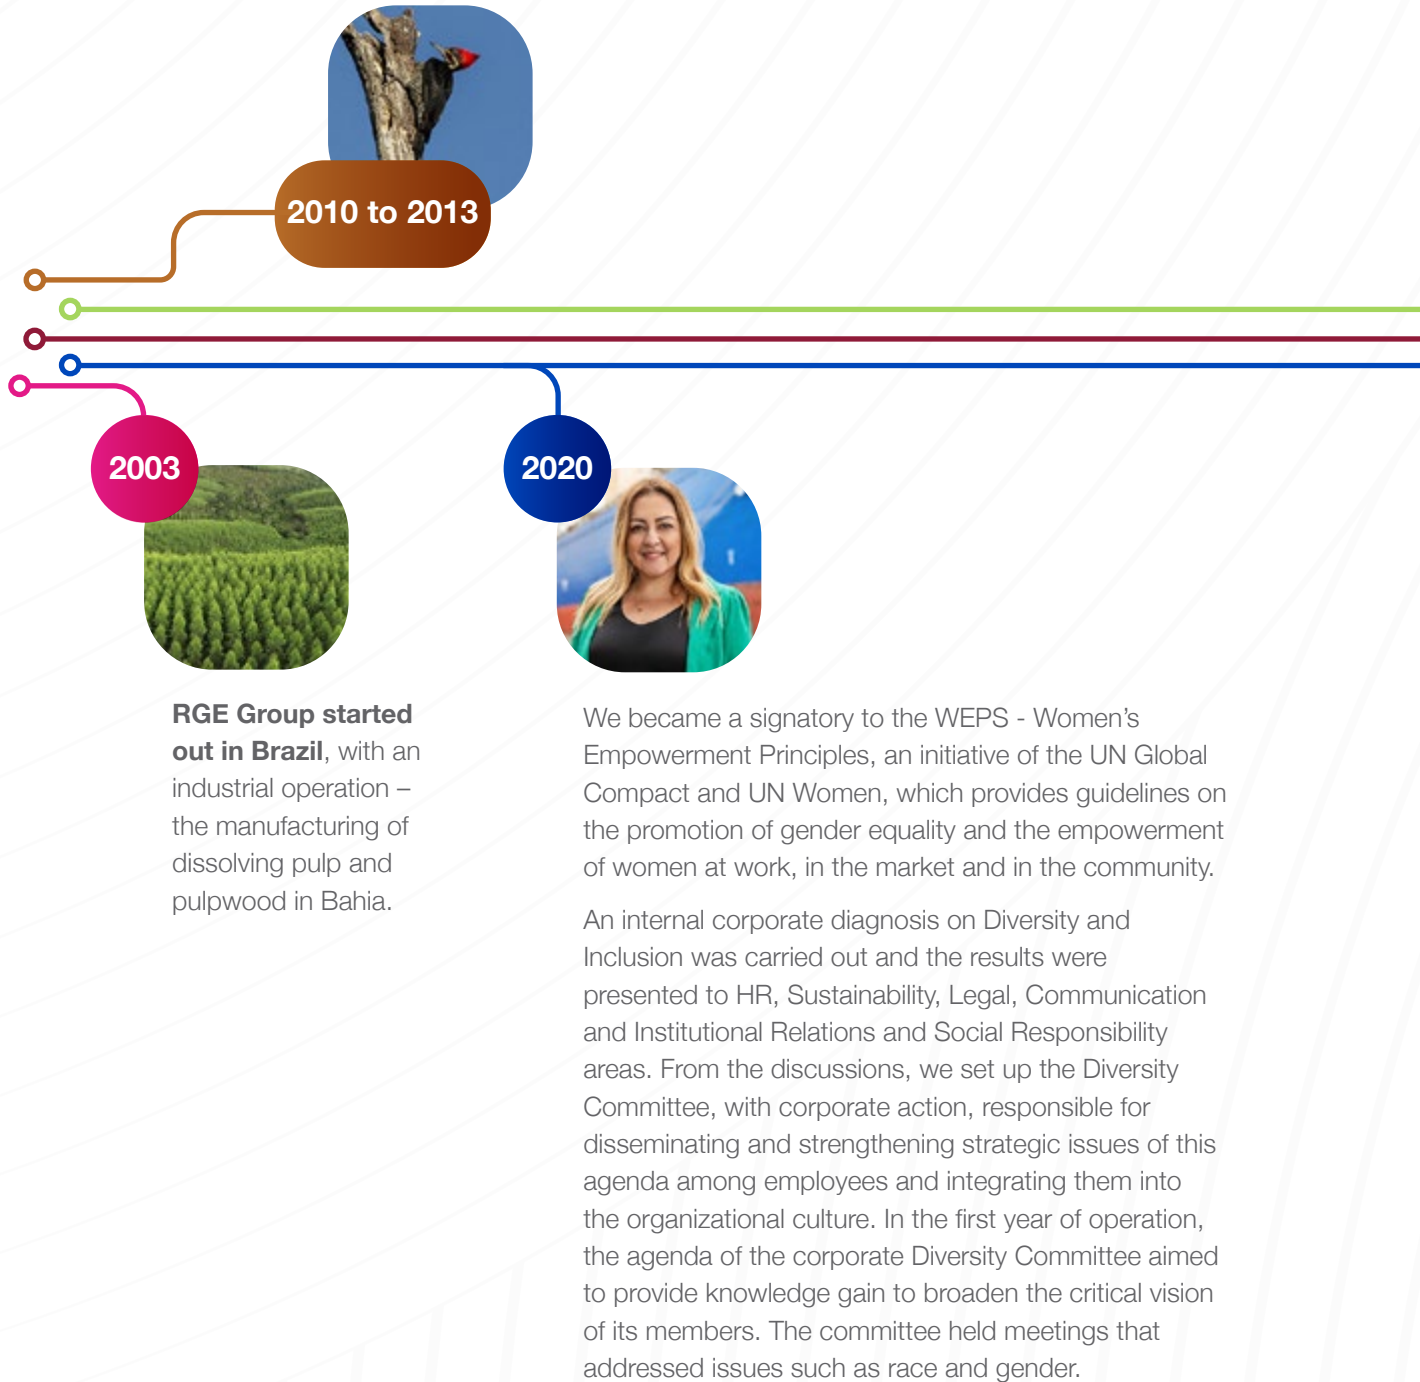 2010 to 2013
2003
RGE Group started
out in Brazil, with an
industrial operation –
the manufacturing of
dissolving pulp and
pulpwood in Bahia.
2020
We became a signatory to the WEPS - Women’s
Empowerment Principles, an initiative of the UN Global
Compact and UN Women, which provides guidelines on
the promotion of gender equality and the empowerment
of women at work, in the market and in the community.
An internal corporate diagnosis on Diversity and
Inclusion was carried out and the results were
presented to HR, Sustainability, Legal, Communication
and Institutional Relations and Social Responsibility
areas. From the discussions, we set up the Diversity
Committee, with corporate action, responsible for
disseminating and strengthening strategic issues of this
agenda among employees and integrating them into
the organizational culture. In the first year of operation,
the agenda of the corporate Diversity Committee aimed
to provide knowledge gain to broaden the critical vision
of its members. The committee held meetings that
addressed issues such as race and gender.